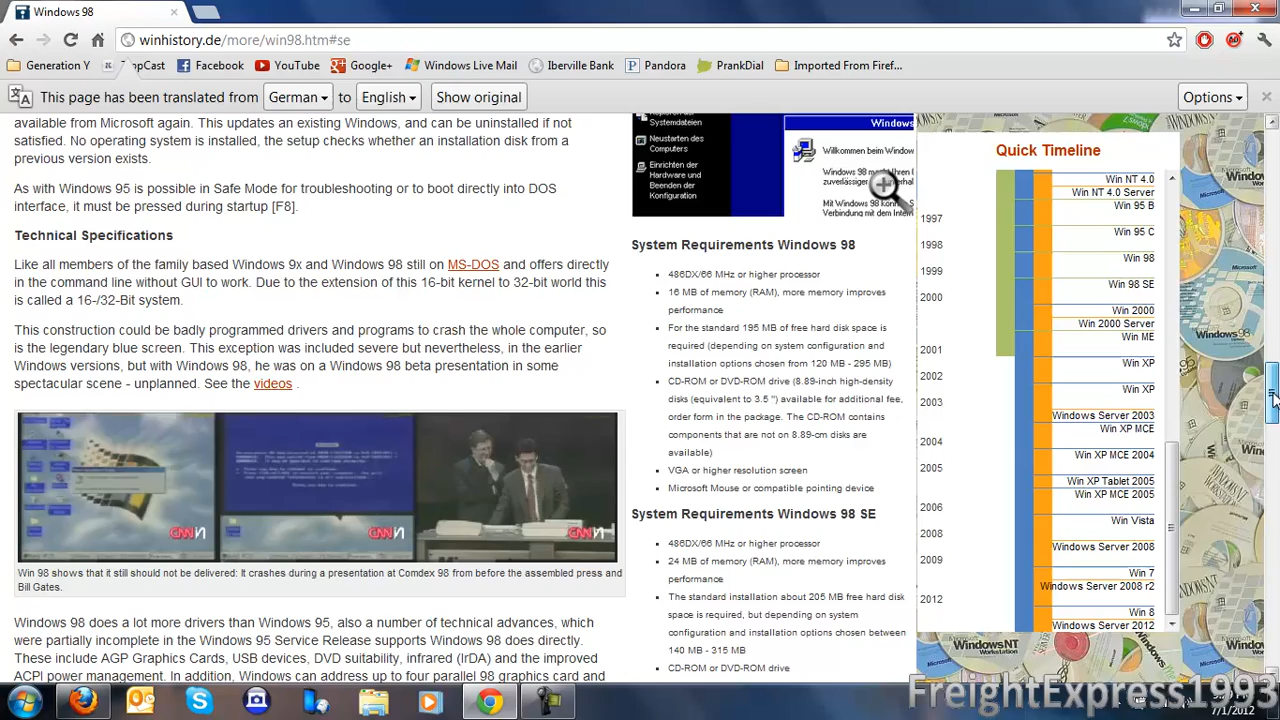 Windows 98
winhistory.de/more/win98.htm#se
Generation Y
Facebook
YouTube
Google+
Windows Live Mail
Iberville Bank
Pandora
PrankDial
Imported From Firef...
This page has been translated from German to English Show original
Options
available from Microsoft again. This updates an existing Windows and can be uninstalled if not
satisfied. No operating system is installed, the setup checks whether an installation disk from a
previous version exists.
As with Windows 95 is possible in Safe Mode for troubleshooting or to boot directly into DOS
interface, it must be pressed during startup [F8].
Technical Specifications
Like all members of the family based Windows 9x and Windows 98 still on MS-DOS and offers directly
in the command line without GUI to work. Due to the extension of this 16-bit kernel to 32-bit world this
is called a 16-/32-Bit system.
This construction could be badly programmed drivers and programs to crash the whole computer, so
is the legendary blue screen. This exception was included severe but nevertheless, in the earlier
Windows versions, but with Windows 98, he was on a Windows 98 beta presentation in some
spectacular scene - unplanned. See the videos .
CNN
CNN
CNN
Win 98 shows that it still should not be delivered: It crashes during a presentation at Comdex 98 from before the assembled press and
Bill Gates.
Windows 98 does a lot more drivers than Windows 95, also a number of technical advances, which
were partially incomplete in the Windows 95 Service Release supports Windows 98 does directly.
These include AGP Graphics Cards, USB devices, DVD suitability, infrared (IrDA) and the improved
ACPI power management. In addition, Windows can address up to four parallel 98 graphics card and
Systemdateien
Neustarten des
Computers
Einrichten der
Hardware und
Beenden der
Konfiguration
Windows
Willkommen beim Window
System Requirements Windows 98
486DX/66 MHz or higher processor
16 MB of memory (RAM), more memory improves
performance
For the standard 195 MB of free hard disk space is
required (depending on system configuration and
installation options chosen from 120 MB - 295 MB)
CD-ROM or DVD-ROM drive (8.89-inch high-density
disks (equivalent to 3.5 ") available for additional fee,
order form in the package. The CD-ROM contains
components that are not on 8.89-cm disks are
available)
VGA or higher resolution screen
Microsoft Mouse or compatible pointing device
System Requirements Windows 98 SE
486DX/66 MHz or higher processor
24 MB of memory (RAM), more memory improves
performance
The standard installation about 205 MB free hard disk
space is required, but depending on system
configuration and installation options chosen between
140 MB - 315 MB
CD-ROM or DVD-ROM drive
Quick Timeline
Win NT 4.0
Win NT 4.0 Server
Win 95 B
1997
Win 95 C
1998
Win 98
1999
Win 98 SE
2000
Win 2000
Win 2000 Server
Win ME
2001
Win XP
2002
Win XP
2003
Windows Server 2003
Win XP MCE
2004
Win XP MCE 2004
2005
Win XP Tablet 2005
Win XP MCE 2005
2006
Win Vista
2008
Windows Server 2008
2009
Win 7
Windows Server 2008 r2
2012
Win 8
Windows Server 2012
WindowsNT
Workstation
FreightExpress1993
7/1/2012